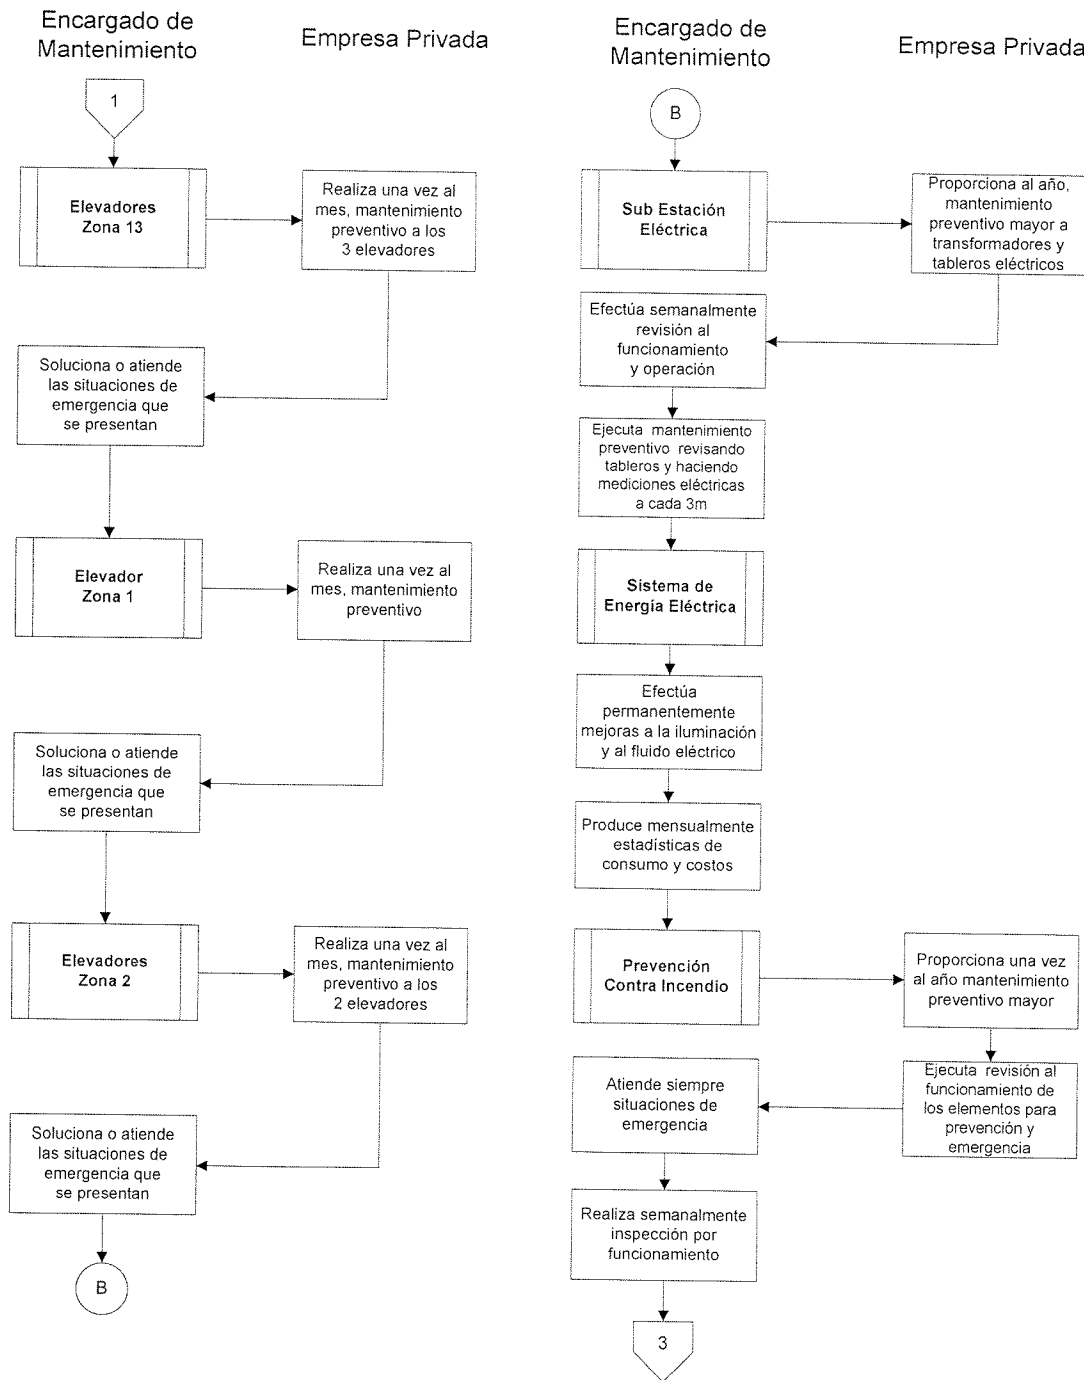 Encargado de
Mantenimiento
Empresa Privada
1
Elevadores
Zona 13
Realiza una vez al
mes, mantenimiento
preventivo a los
3 elevadores
Soluciona o atiende
las situaciones de
emergencia que
se presentan
Elevador
Zona 1
Realiza una vez al
mes, mantenimiento
preventivo
Soluciona o atiende
las situaciones de
emergencia que
se presentan
Elevadores
Zona 2
Realiza una vez al
mes, mantenimiento
preventivo a los
2 elevadores
Soluciona o atiende
las situaciones de
emergencia que
se presentan
B
Encargado de
Mantenimiento
Empresa Privada
B
Sub Estación
Eléctrica
Proporciona al año,
mantenimiento
preventivo mayor a
transformadores y
tableros eléctricos
Efectúa semanalmente
revisión al
funcionamiento
y operación
Ejecuta mantenimiento
preventivo revisando
tableros y haciendo
mediciones eléctricas
a cada 3m
Sistema de
Energía Eléctrica
Efectúa
permanentemente
mejoras a la iluminación
y al fluido eléctrico
Produce mensualmente
estadísticas de
consumo y costos
Prevención
Contra Incendio
Proporciona una vez
al año mantenimiento
preventivo mayor
Ejecuta revisión al
funcionamiento de
los elementos para
prevención y
emergencia
Atiende siempre
situaciones de
emergencia
Realiza semanalmente
inspección por
funcionamiento
3